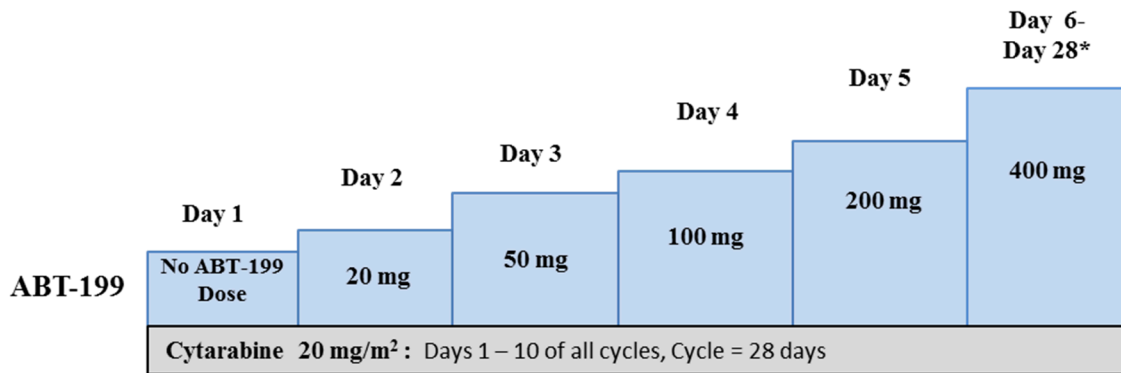 Day 1
Day 2
Day 3
Day 4
Day 5
Day 6-
Day 28*
ABT-199
No ABT-199
Dose
20 mg
50 mg
100 mg
200 mg
400 mg
Cytarabine 20 mg/m² : Days 1 – 10 of all cycles, Cycle = 28 days